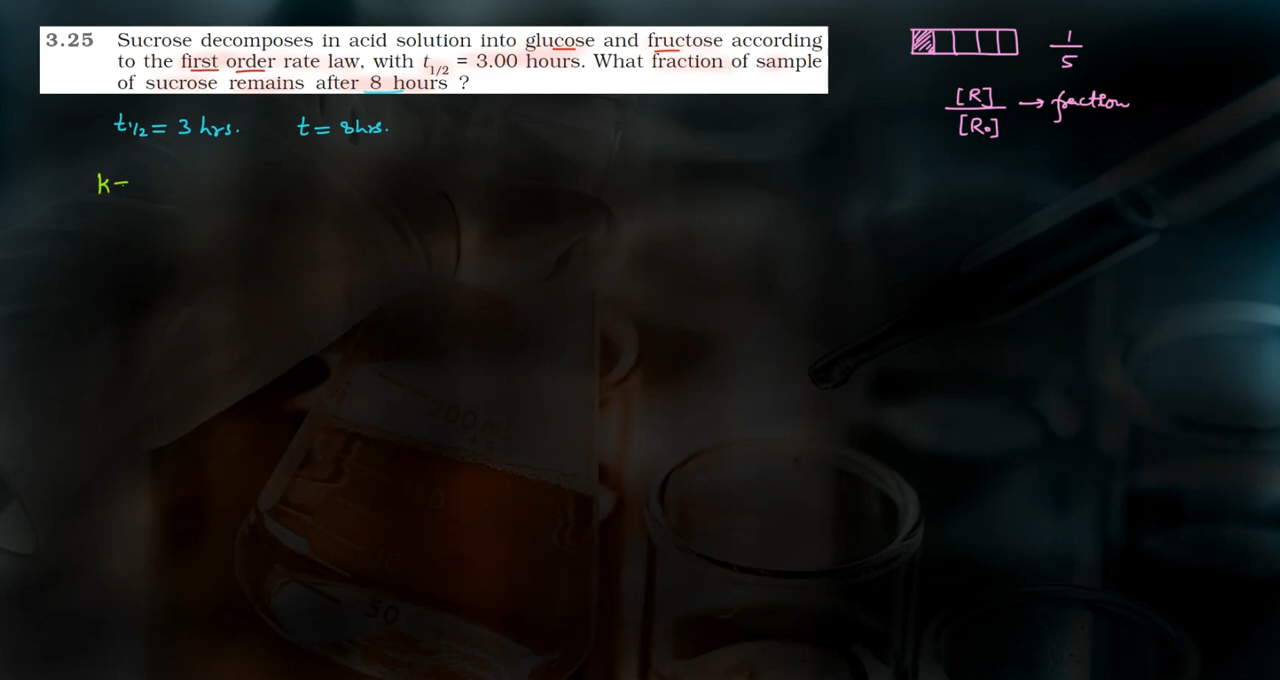 3.25 Sucrose decomposes in acid solution into glucose and fructose according
to the first order rate law, with t1/2 = 3.00 hours. What fraction of sample
of sucrose remains after 8 hours ?
t1/2 = 3 hrs. t = 8hrs.
k -
1/5
[R]/[R0] → fraction
200
50